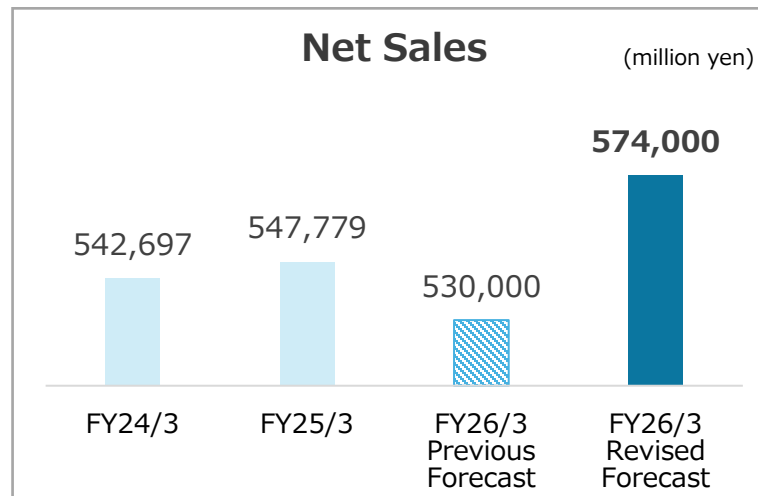 Net Sales
(million yen)
574,000
542,697
547,779
530,000
FY24/3
FY25/3
FY26/3
Previous
Forecast
FY26/3
Revised
Forecast